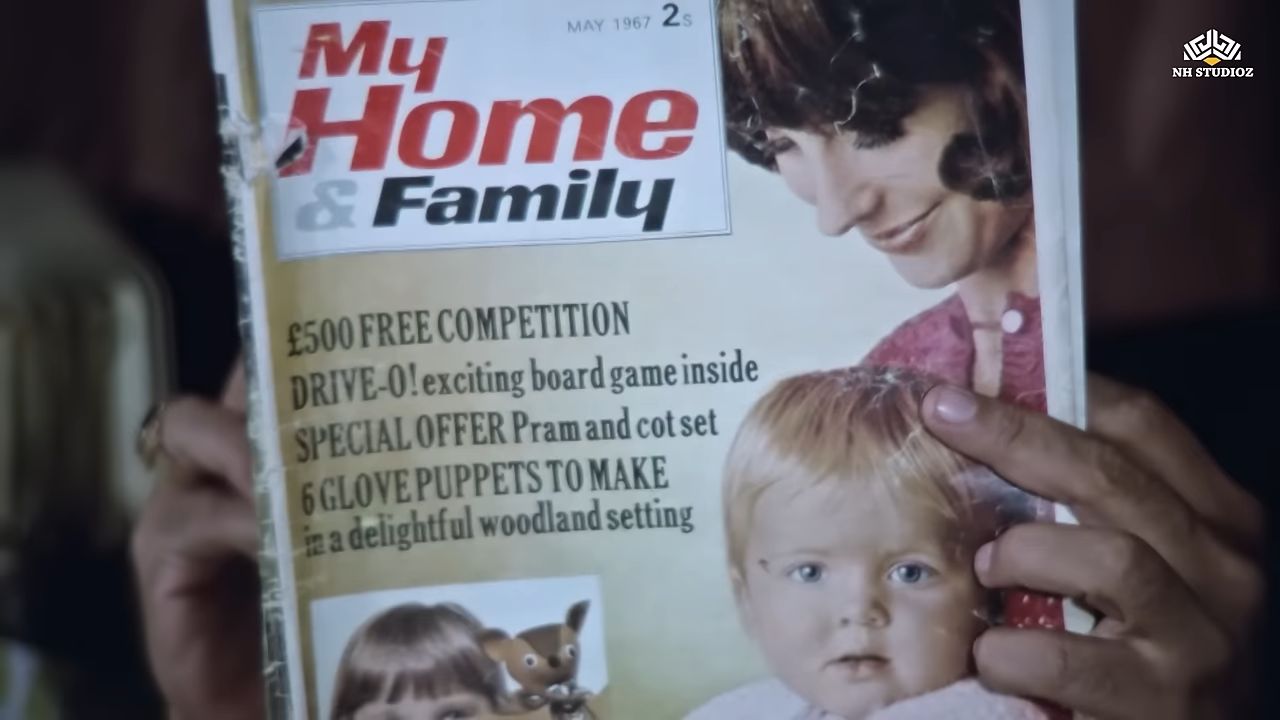 My
MAY 1967 2s
Home
& Family
£500 FREE COMPETITION
DRIVE-O! exciting board game inside
SPECIAL OFFER Pram and cot set
6 GLOVE PUPPETS TO MAKE
in a delightful woodland setting
NH STUDIOZ